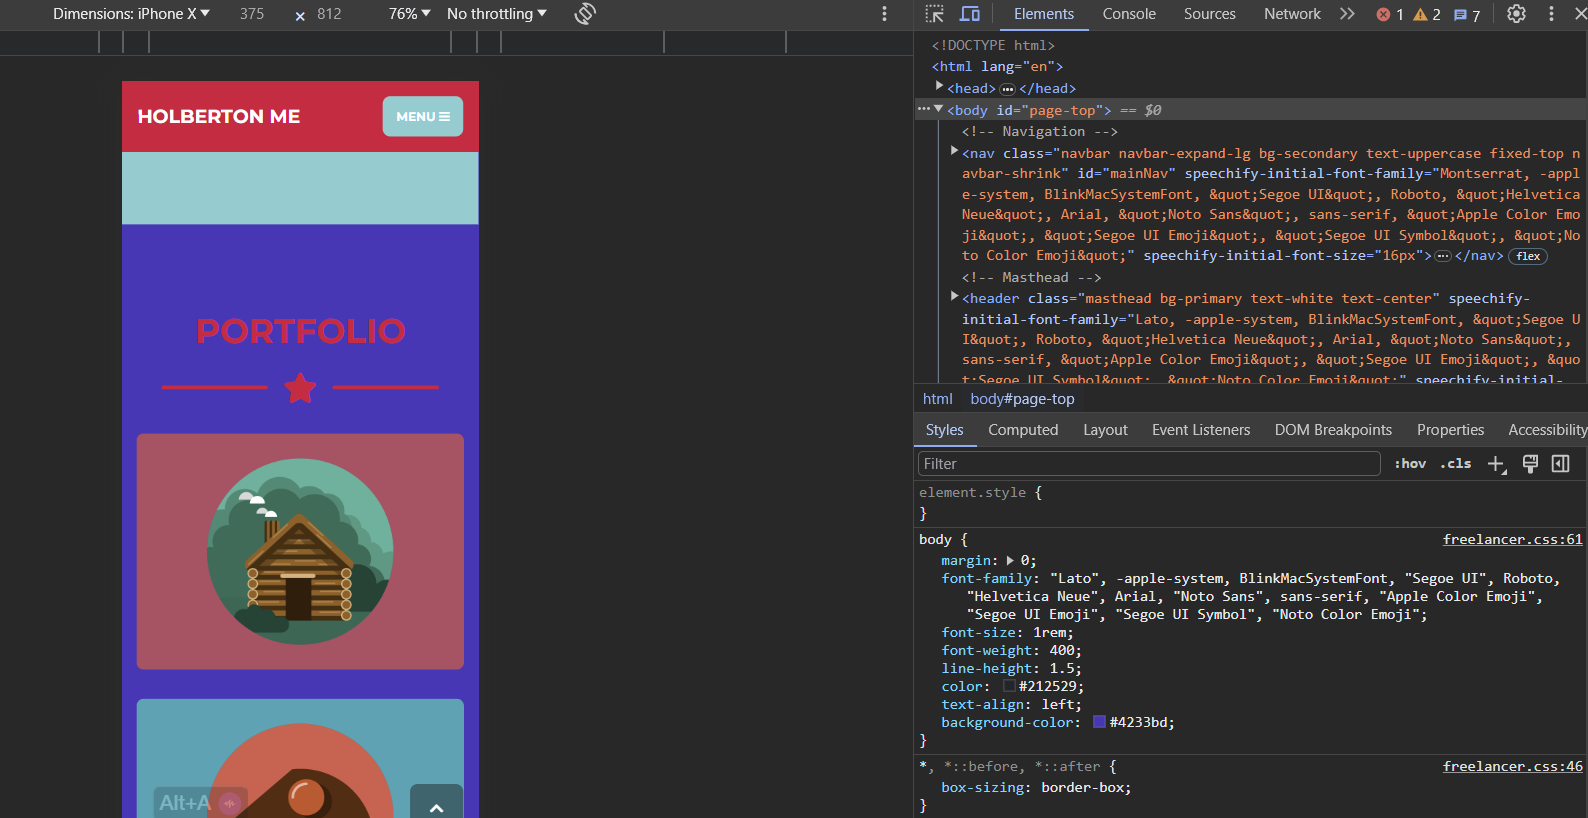 Dimensions: iPhone X ▼ 375 × 812 76% ▼ No throttling ▼
HOLBERTON ME
MENU ☰
PORTFOLIO
Alt+A
Elements Console Sources Network >> 1 2 7
<!DOCTYPE html>
<html lang="en">
<head> ••• </head>
••• <body id="page-top"> == $0
<!-- Navigation -->
<nav class="navbar navbar-expand-lg bg-secondary text-uppercase fixed-top n
avbar-shrink" id="mainNav" speechify-initial-font-family="Montserrat, -appl
e-system, BlinkMacSystemFont, &quot;Segoe UI&quot;, Roboto, &quot;Helvetica
Neue&quot;, Arial, &quot;Noto Sans&quot;, sans-serif, &quot;Apple Color Emo
ji&quot;, &quot;Segoe UI Emoji&quot;, &quot;Segoe UI Symbol&quot;, &quot;No
to Color Emoji&quot;" speechify-initial-font-size="16px"> ••• </nav> flex
<!-- Masthead -->
<header class="masthead bg-primary text-white text-center" speechify-
initial-font-family="Lato, -apple-system, BlinkMacSystemFont, &quot;Segoe U
I&quot;, Roboto, &quot;Helvetica Neue&quot;, Arial, &quot;Noto Sans&quot;,
sans-serif, &quot;Apple Color Emoji&quot;, &quot;Segoe UI Emoji&quot;, &quo
t;Segoe UI Symbol&quot;, &quot;Noto Color Emoji&quot;" speechify-initial-
html body#page-top
Styles Computed Layout Event Listeners DOM Breakpoints Properties Accessibility
Filter :hov .cls +
element.style {
}
body { freelancer.css:61
margin: ▶ 0;
font-family: "Lato", -apple-system, BlinkMacSystemFont, "Segoe UI", Roboto,
"Helvetica Neue", Arial, "Noto Sans", sans-serif, "Apple Color Emoji",
"Segoe UI Emoji", "Segoe UI Symbol", "Noto Color Emoji";
font-size: 1rem;
font-weight: 400;
line-height: 1.5;
color: #212529;
text-align: left;
background-color: #4233bd;
}
*, *::before, *::after { freelancer.css:46
box-sizing: border-box;
}